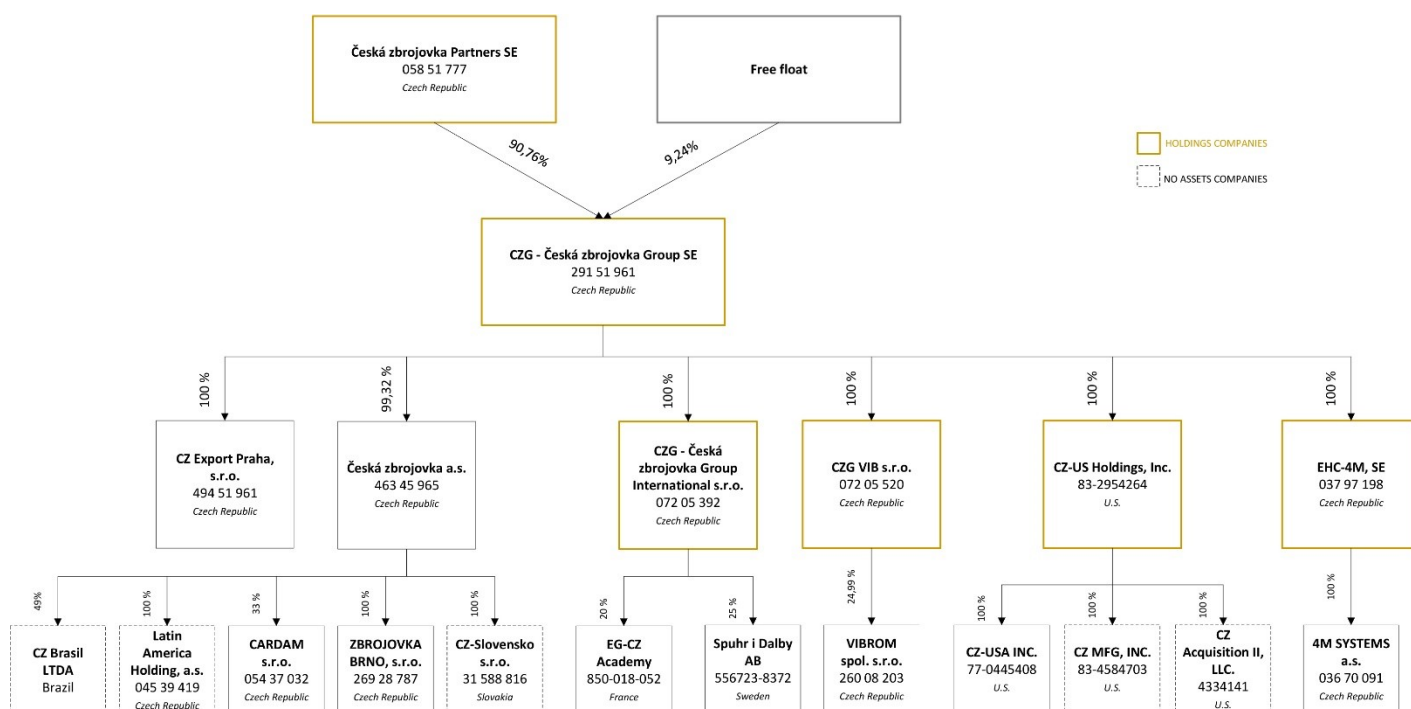 Česká zbrojovka Partners SE
058 51 777
Czech Republic
Free float
90,76%
9,24%
HOLDINGS COMPANIES
NO ASSETS COMPANIES
CZG - Česká zbrojovka Group SE
291 51 961
Czech Republic
100 %
99,32 %
100 %
100 %
100 %
100 %
CZ Export Praha,
s.r.o.
494 51 961
Czech Republic
Česká zbrojovka a.s.
463 45 965
Czech Republic
CZG - Česká
zbrojovka Group
International s.r.o.
072 05 392
Czech Republic
CZG VIB s.r.o.
072 05 520
Czech Republic
CZ-US Holdings, Inc.
83-2954264
U.S.
EHC-4M, SE
037 97 198
Czech Republic
49%
100 %
33 %
100 %
100 %
20 %
25 %
24,99 %
100 %
100 %
100 %
100 %
CZ Brasil
LTDA
Brazil
Latin
America
Holding, a.s.
045 39 419
Czech Republic
CARDAM
s.r.o.
054 37 032
Czech Republic
ZBROJOVKA
BRNO, s.r.o.
269 28 787
Czech Republic
CZ-Slovensko
s.r.o.
31 588 816
Slovakia
EG-CZ
Academy
850-018-052
France
Spuhr i Dalby
AB
556723-8372
Sweden
VIBROM
spol. s.r.o.
260 08 203
Czech Republic
CZ-USA INC.
77-0445408
U.S.
CZ MFG, INC.
83-4584703
U.S.
CZ
Acquisition II,
LLC.
4334141
U.S.
4M SYSTEMS
a.s.
036 70 091
Czech Republic